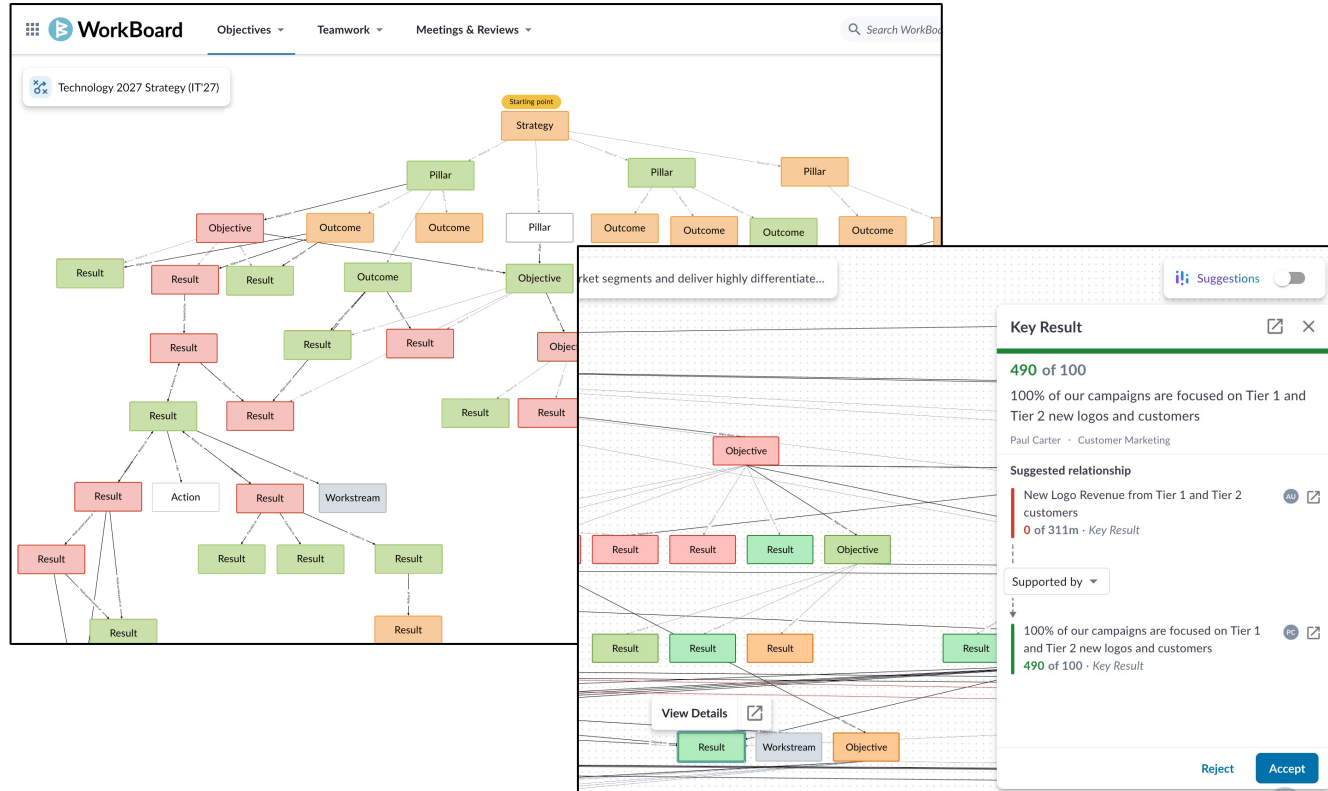 WorkBoard
Objectives
Teamwork
Meetings & Reviews
Search WorkBoa
Technology 2027 Strategy (IT'27)
Starting point
Strategy
Pillar
Pillar
Pillar
Objective
Outcome
Outcome
Pillar
Outcome
Outcome
Outcome
Outcome
Result
Result
Result
Outcome
Objective
Result
Result
Result
Objec
Result
Result
Result
Result
Result
Action
Result
Workstream
Result
Result
Result
Result
Result
Result
rket segments and deliver highly differentiate...
Suggestions
Objective
Result
Result
Result
Objective
Result
Result
Result
Result
View Details
Result
Workstream
Objective
Key Result
490 of 100
100% of our campaigns are focused on Tier 1 and
Tier 2 new logos and customers
Paul Carter · Customer Marketing
Suggested relationship
New Logo Revenue from Tier 1 and Tier 2
customers
AU
0 of 311m · Key Result
Supported by
100% of our campaigns are focused on Tier 1
and Tier 2 new logos and customers
PC
490 of 100 · Key Result
Reject
Accept